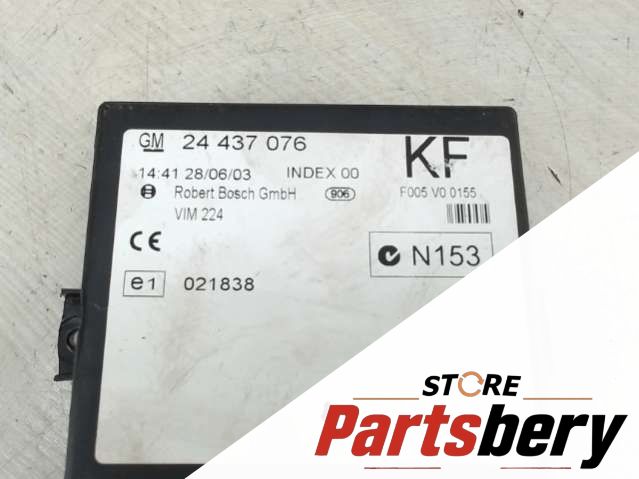 GM 24 437 076 KF
14:41 28/06/03 INDEX 00
Robert Bosch GmbH 906 F005 V0 0155
VIM 224
CE N153
e1 021838
STORE
Partsbery